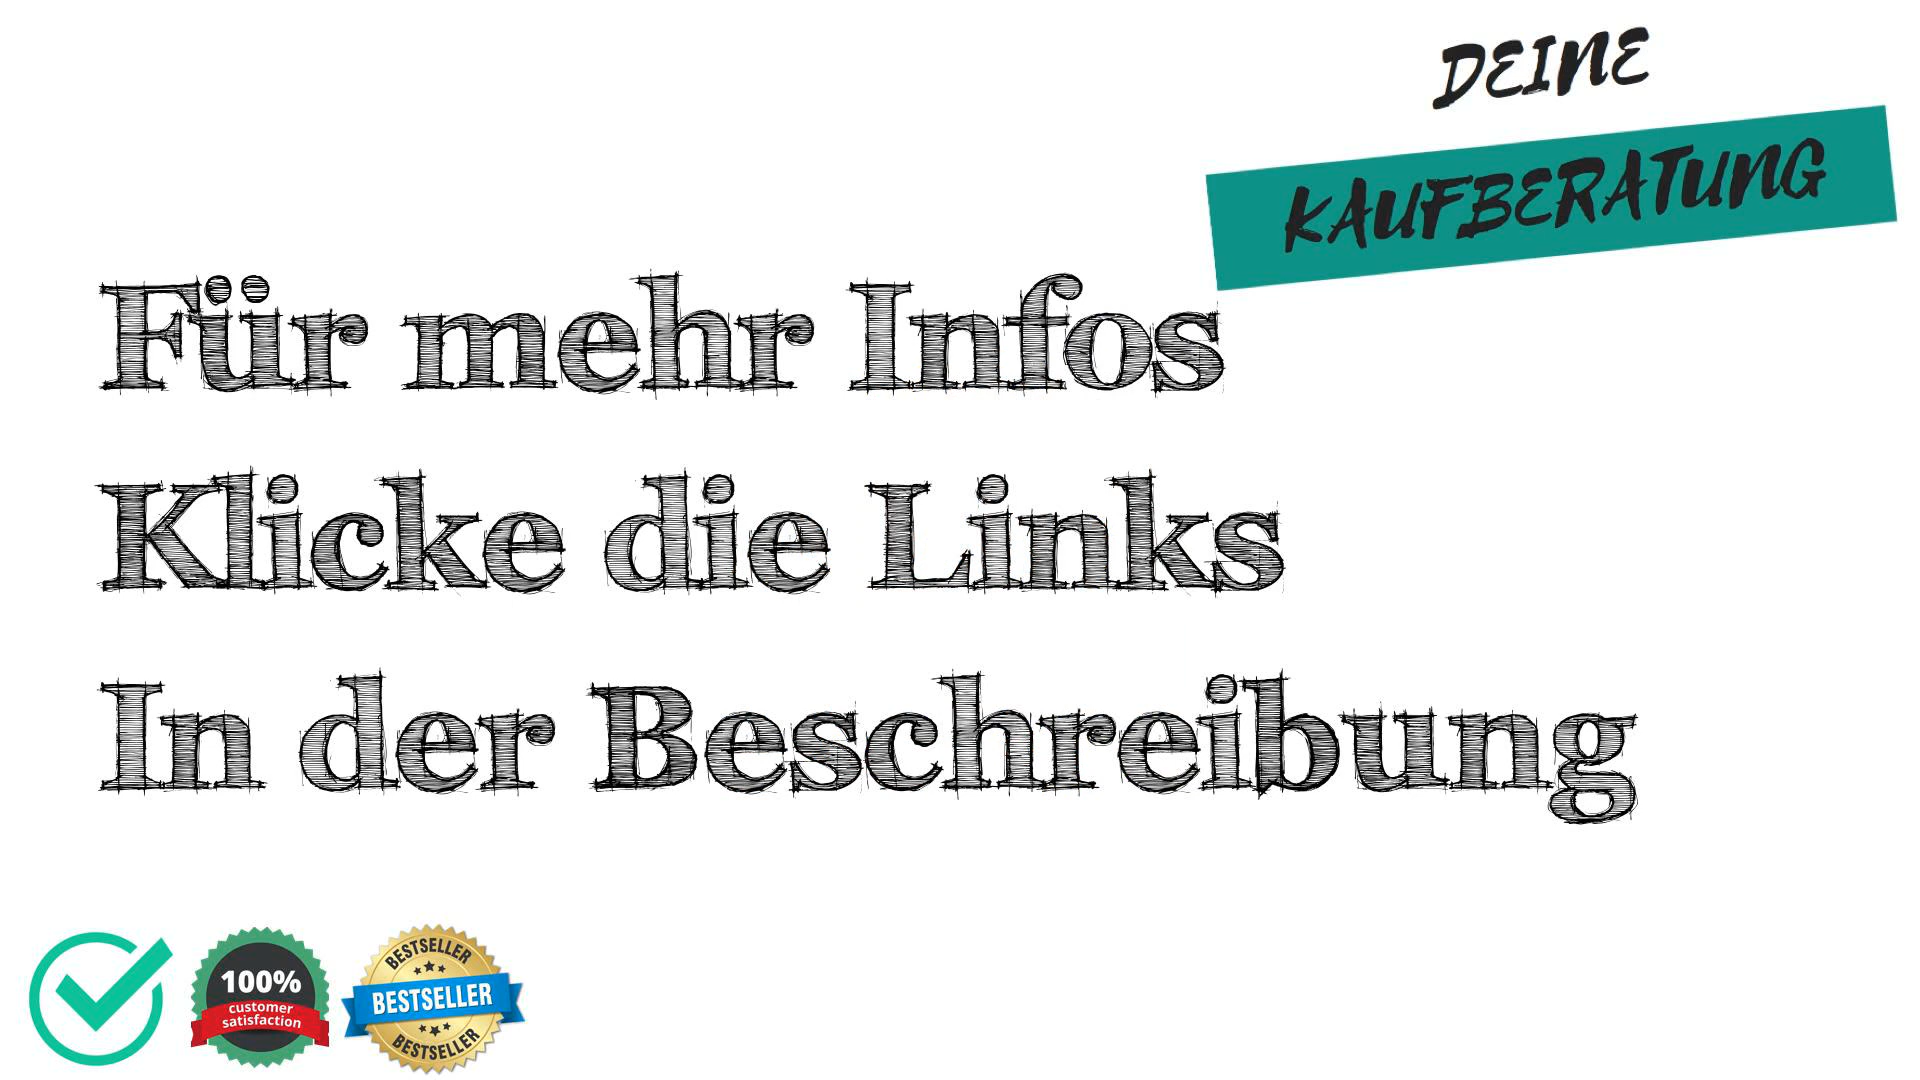 DEINE
KAUFBERATUNG
Für mehr Infos
Klicke die Links
In der Beschreibung
100%
customer
satisfaction
BESTSELLER
BESTSELLER
BESTSELLER